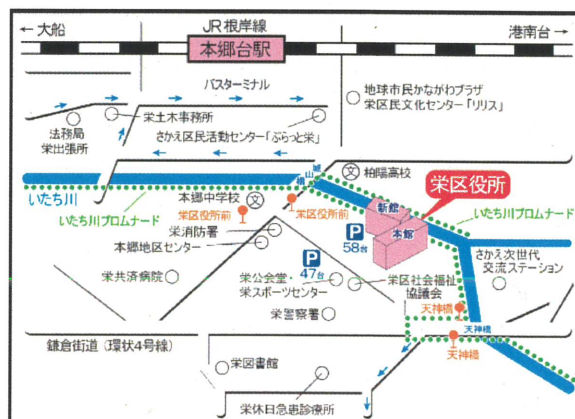 ← 大船
JR根岸線
港南台 →
本郷台駅
バスターミナル
地球市民かながわプラザ
栄区民文化センター「リリス」
栄土木事務所
法務局
栄出張所
さかえ区民活動センター「ぷらっと栄」
城山橋
文 柏陽高校
栄区役所
いたち川
いたち川プロムナード
本郷中学校 文
栄区役所前
栄区役所前
新館
本館
いたち川プロムナード
栄消防署
本郷地区センター
P
58台
P
47台
さかえ次世代
交流ステーション
栄共済病院
栄公会堂・
栄スポーツセンター
栄区社会福祉
協議会
天神橋
栄警察署
天神橋
天神橋
鎌倉街道(環状4号線)
栄図書館
栄休日急患診療所